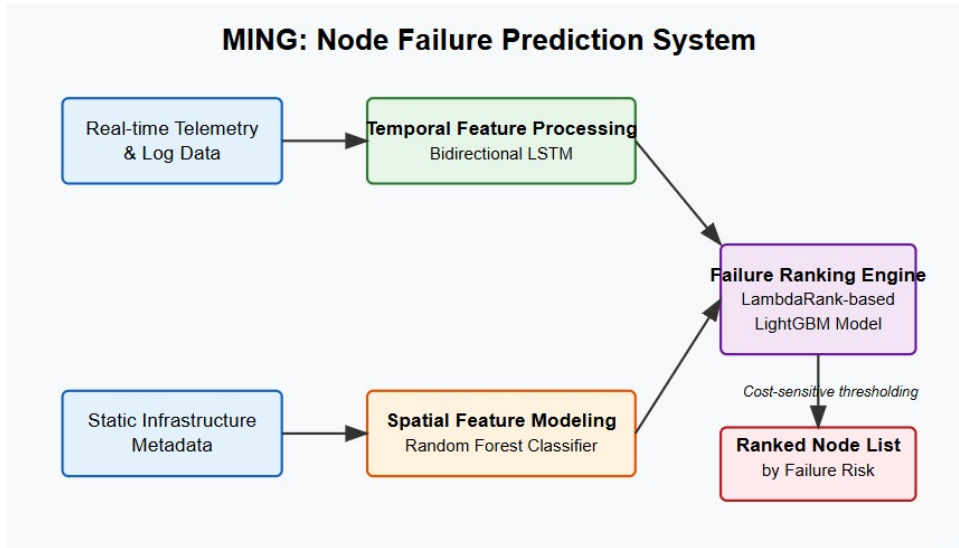 MING: Node Failure Prediction System
Real-time Telemetry
& Log Data
Temporal Feature Processing
Bidirectional LSTM
Failure Ranking Engine
LambdaRank-based
LightGBM Model
Static Infrastructure
Metadata
Spatial Feature Modeling
Random Forest Classifier
Cost-sensitive thresholding
Ranked Node List
by Failure Risk